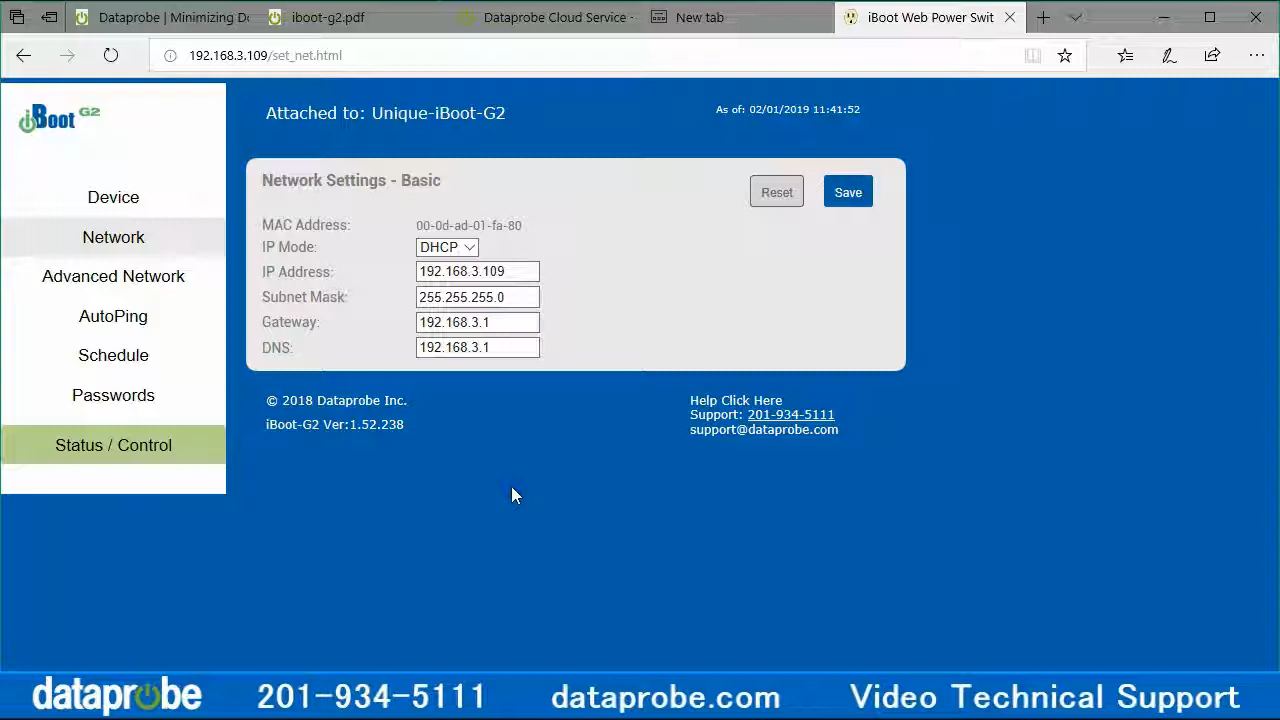 Dataprobe | Minimizing Do
iboot-g2.pdf
Dataprobe Cloud Service -
New tab
iBoot Web Power Swit
192.168.3.109/set_net.html
iBoot G2
Attached to: Unique-iBoot-G2
As of: 02/01/2019 11:41:52
Device
Network
Advanced Network
AutoPing
Schedule
Passwords
Status / Control
Network Settings - Basic
Reset
Save
MAC Address: 00-0d-ad-01-fa-80
IP Mode: DHCP
IP Address: 192.168.3.109
Subnet Mask: 255.255.255.0
Gateway: 192.168.3.1
DNS: 192.168.3.1
© 2018 Dataprobe Inc.
iBoot-G2 Ver:1.52.238
Help Click Here
Support: 201-934-5111
support@dataprobe.com
dataprobe 201-934-5111 dataprobe.com Video Technical Support